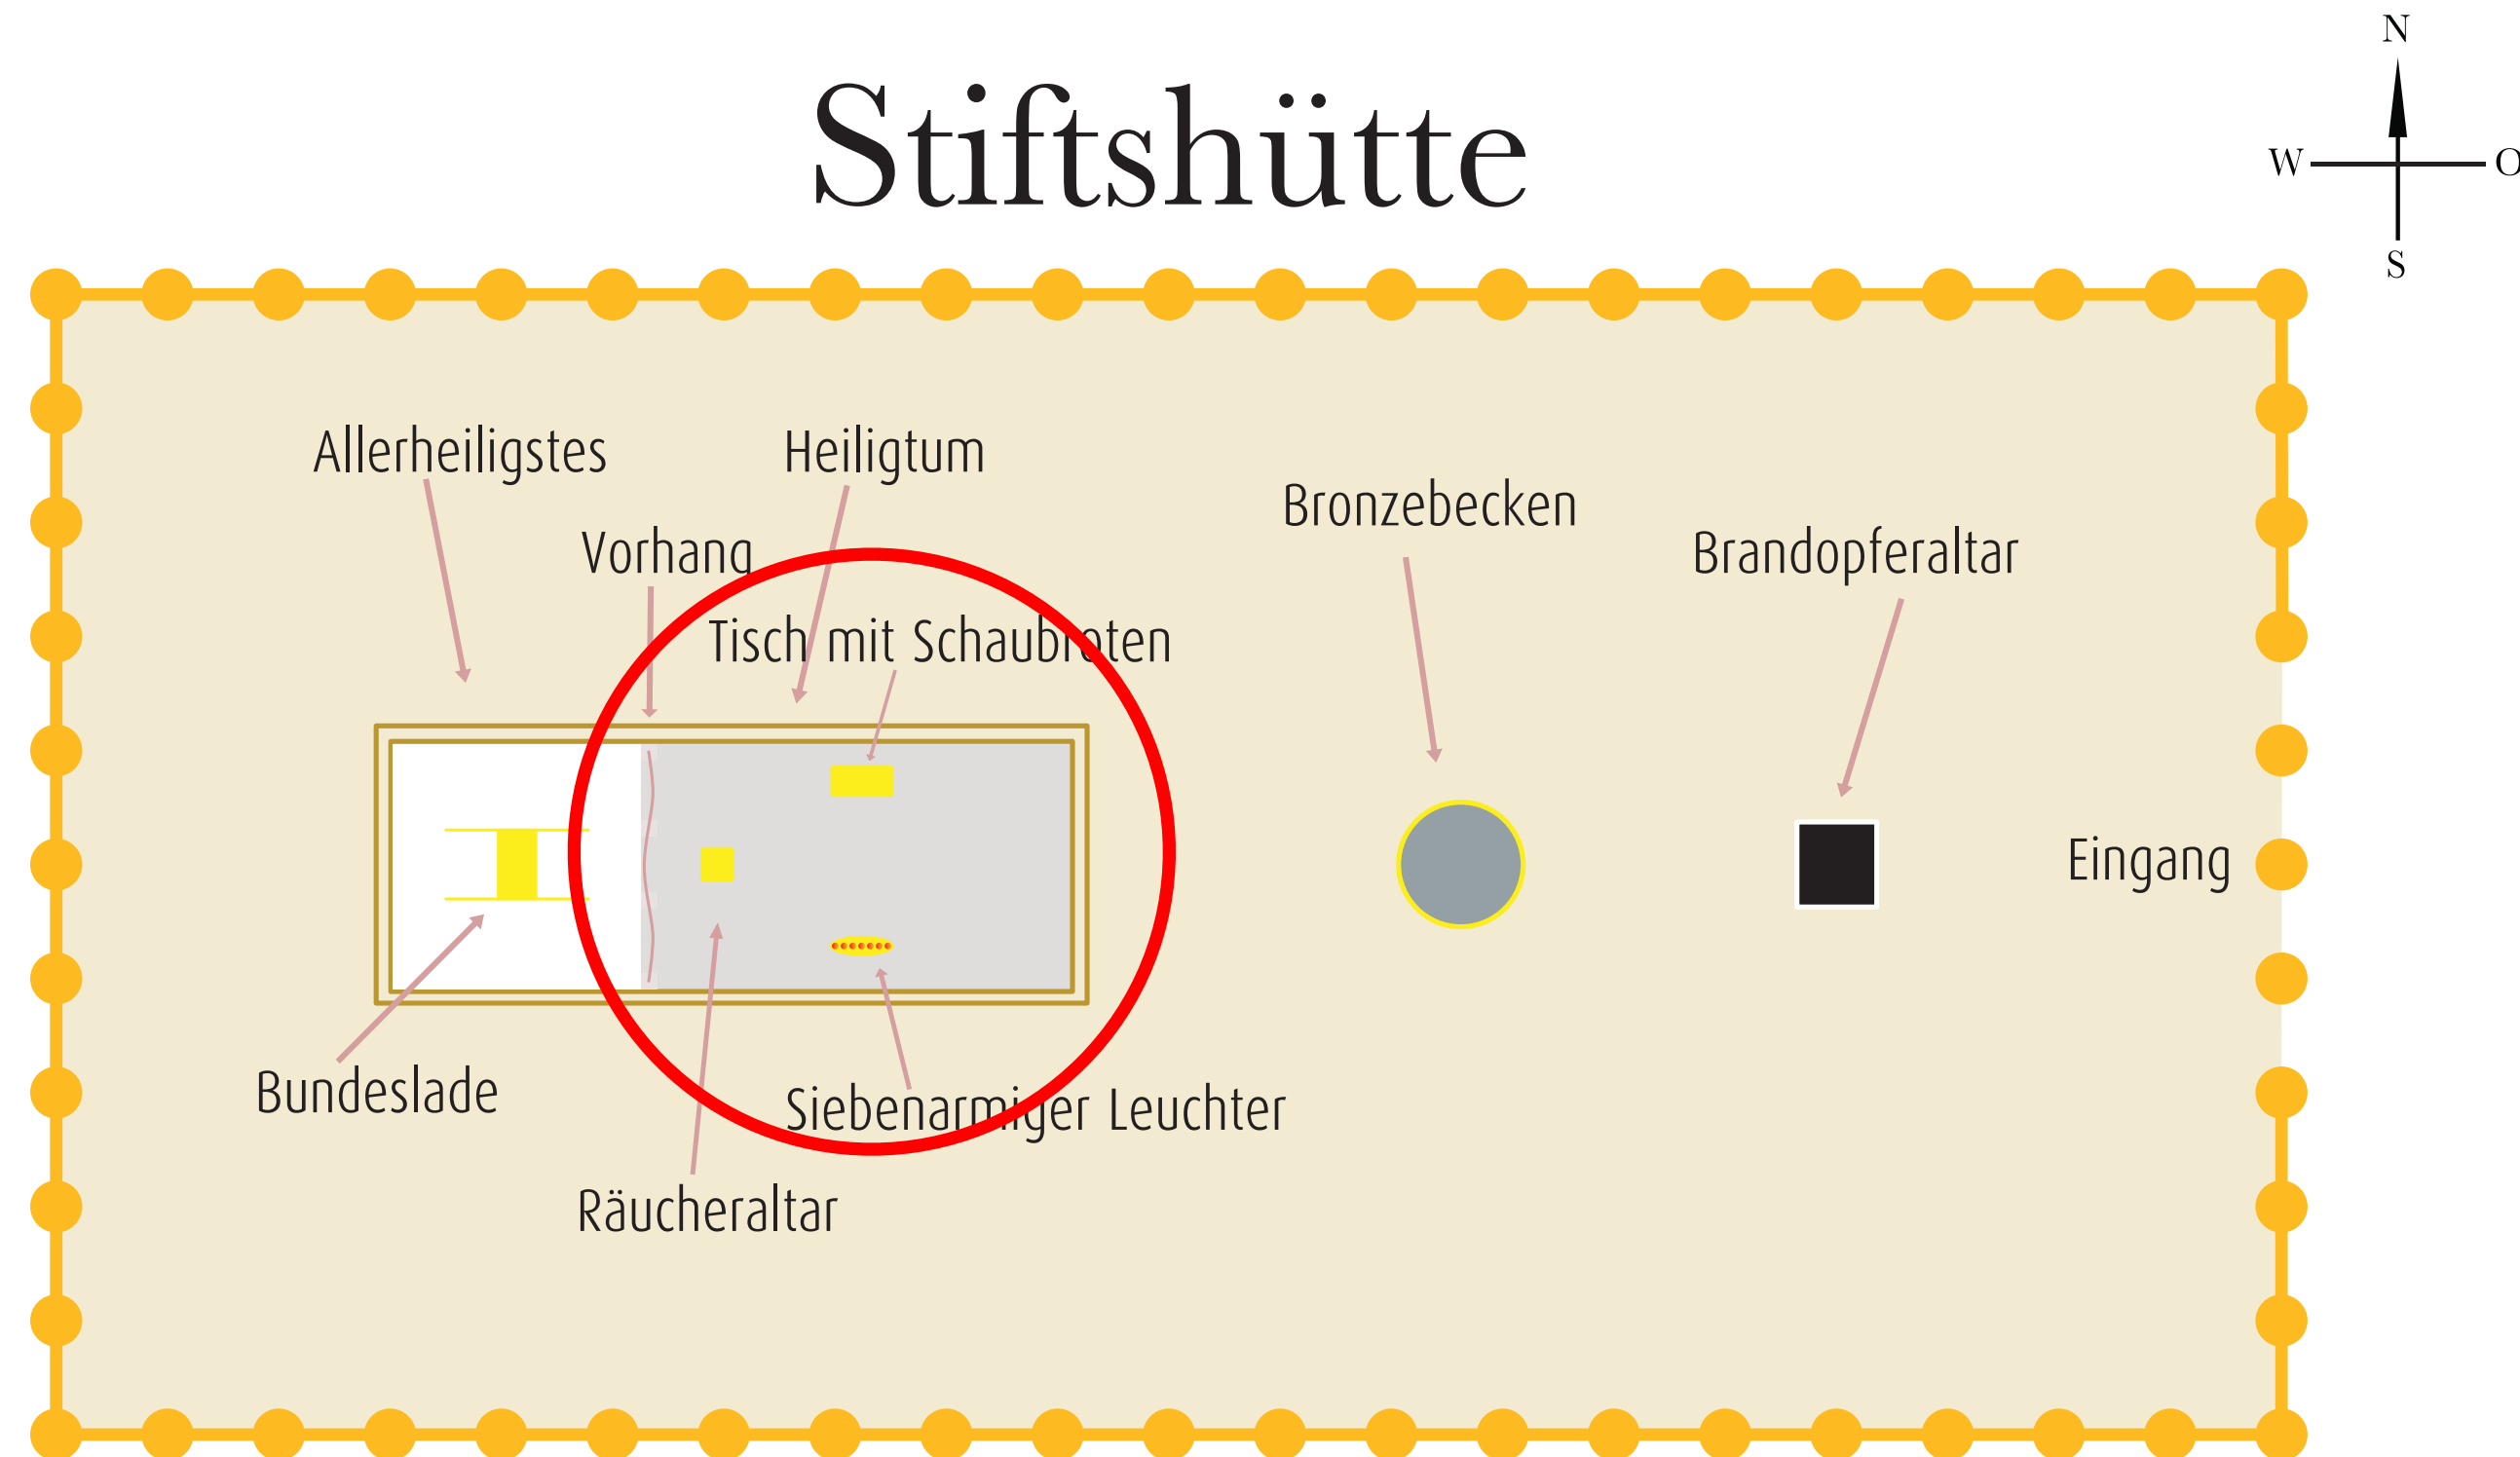 Stiftshütte
N
W
O
S
Allerheiligstes
Heiligtum
Vorhang
Bronzebecken
Brandopferaltar
Tisch mit Schaubroten
Eingang
Bundeslade
Siebenarmiger Leuchter
Räucheraltar